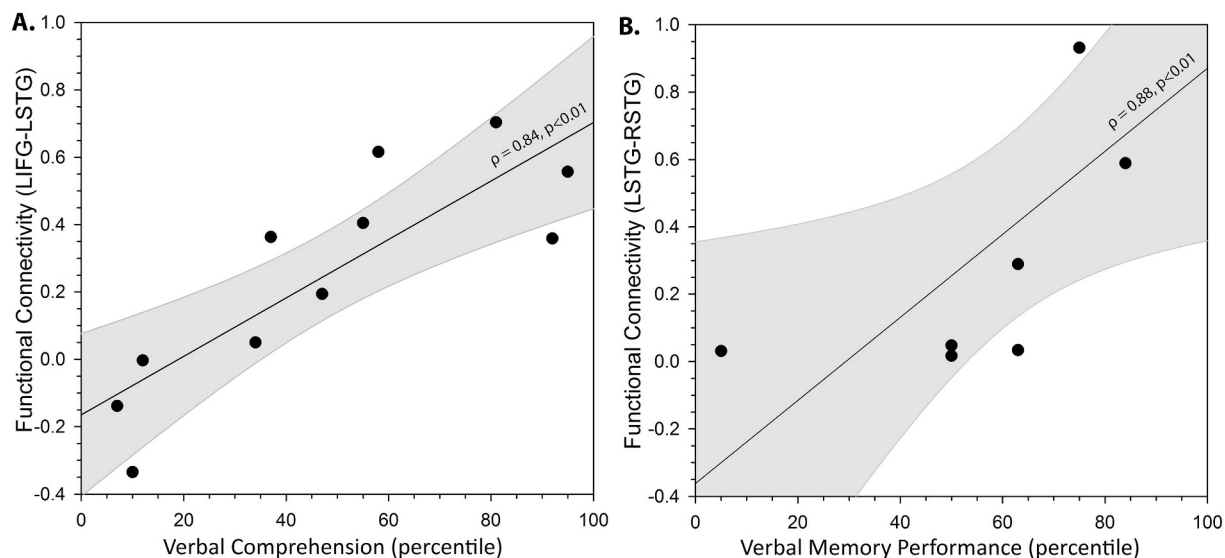 A.
Functional Connectivity (LIFG-LSTG)
1.0
0.8
0.6
0.4
0.2
0.0
-0.2
-0.4
ρ = 0.84, p<0.01
0 20 40 60 80 100
Verbal Comprehension (percentile)
B.
Functional Connectivity (LSTG-RSTG)
1.0
0.8
0.6
0.4
0.2
0.0
-0.2
-0.4
ρ = 0.88, p<0.01
0 20 40 60 80 100
Verbal Memory Performance (percentile)